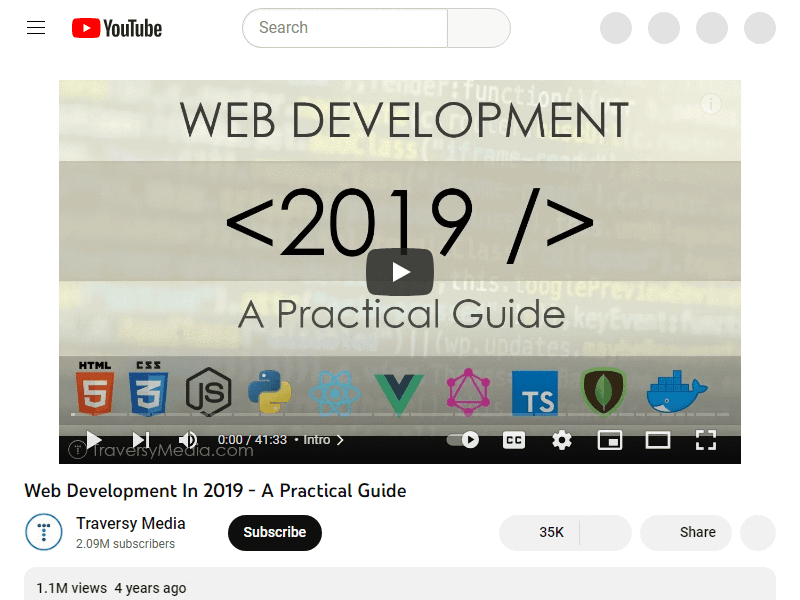 YouTube
Search
WEB DEVELOPMENT
<2019 />
A Practical Guide
HTML
CSS
5
3
JS
TS
0:00 / 41:33 • Intro
CC
TraversyMedia.com
Web Development In 2019 - A Practical Guide
Traversy Media
2.09M subscribers
Subscribe
35K
Share
1.1M views 4 years ago